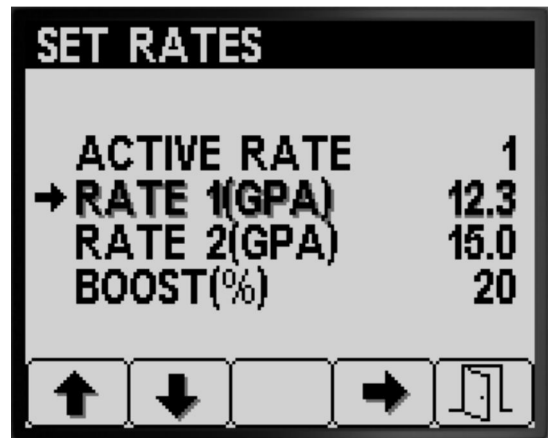 SET RATES
ACTIVE RATE 1
RATE 1(GPA) 12.3
RATE 2(GPA) 15.0
BOOST(%) 20